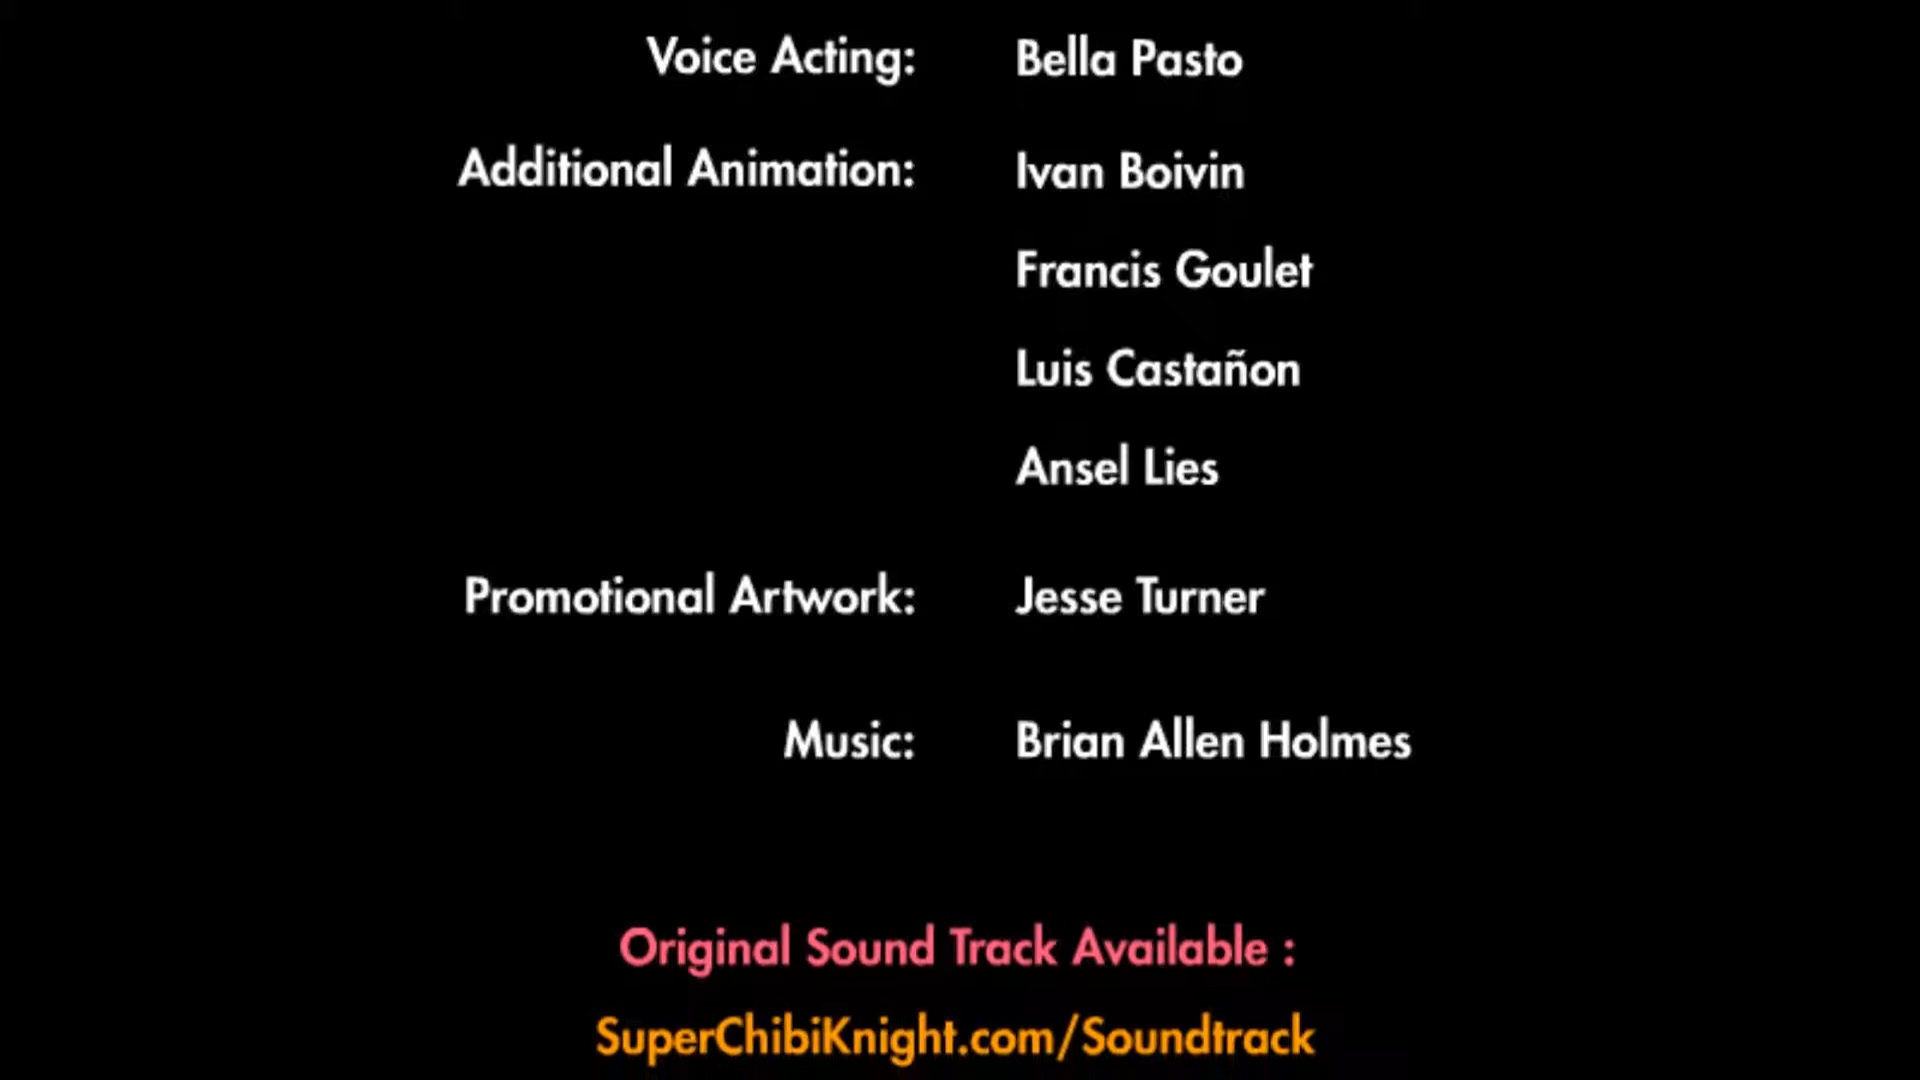 Voice Acting: Bella Pasto
Additional Animation: Ivan Boivin
Francis Goulet
Luis Castañon
Ansel Lies
Promotional Artwork: Jesse Turner
Music: Brian Allen Holmes
Original Sound Track Available :
SuperChibiKnight.com/Soundtrack